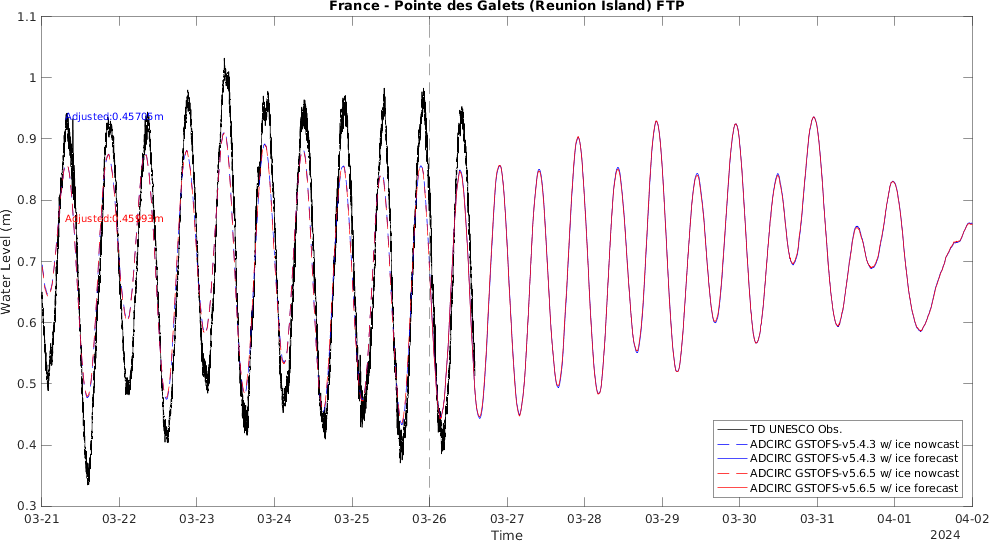 France - Pointe des Galets (Reunion Island) FTP
1.1
1
0.9
0.8
0.7
0.6
0.5
0.4
0.3
Water Level (m)
Adjusted:0.45706m
Adjusted:0.45993m
TD UNESCO Obs.
ADCIRC GSTOFS-v5.4.3 w/ ice nowcast
ADCIRC GSTOFS-v5.4.3 w/ ice forecast
ADCIRC GSTOFS-v5.6.5 w/ ice nowcast
ADCIRC GSTOFS-v5.6.5 w/ ice forecast
03-21 03-22 03-23 03-24 03-25 03-26 03-27 03-28 03-29 03-30 03-31 04-01 04-02
Time
2024